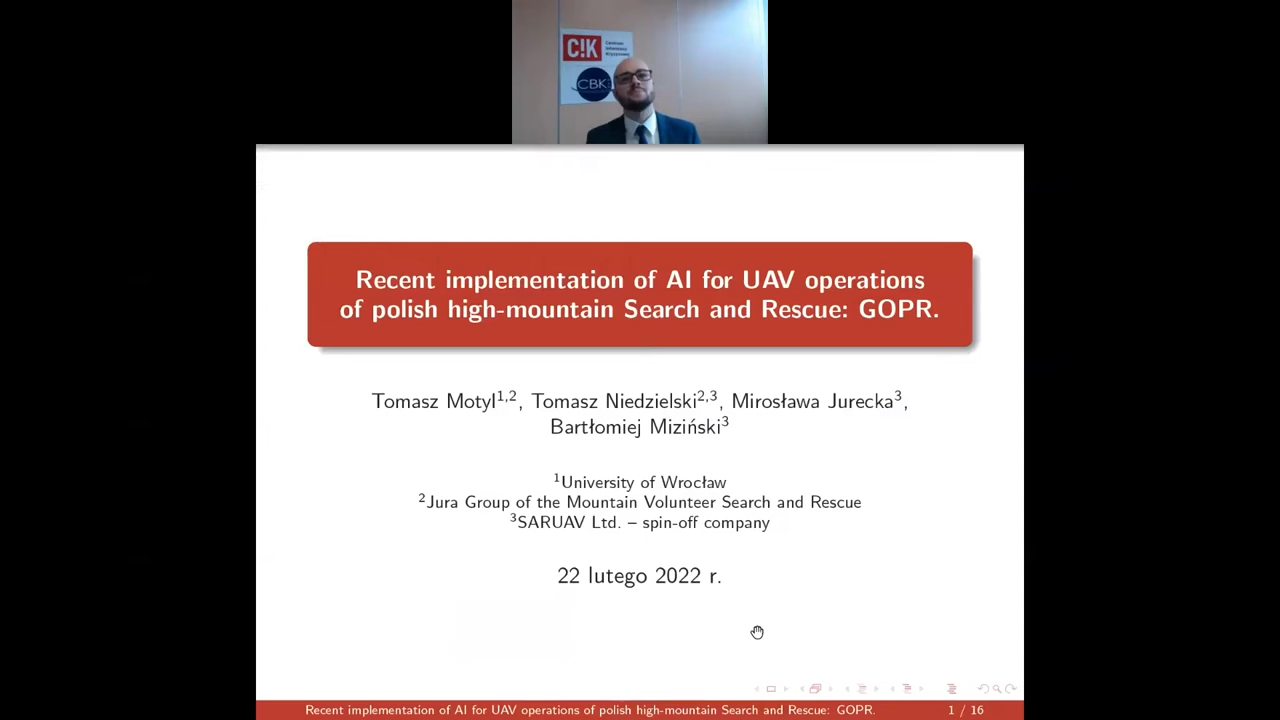 C!K
Centrum
Informacji
Kryzysowej
CBK
Recent implementation of AI for UAV operations
of polish high-mountain Search and Rescue: GOPR.
Tomasz Motyl1,2, Tomasz Niedzielski2,3, Mirosława Jurecka3,
Bartłomiej Miziński3
1University of Wrocław
2Jura Group of the Mountain Volunteer Search and Rescue
3SARUAV Ltd. – spin-off company
22 lutego 2022 r.
Recent implementation of AI for UAV operations of polish high-mountain Search and Rescue: GOPR.
1 / 16